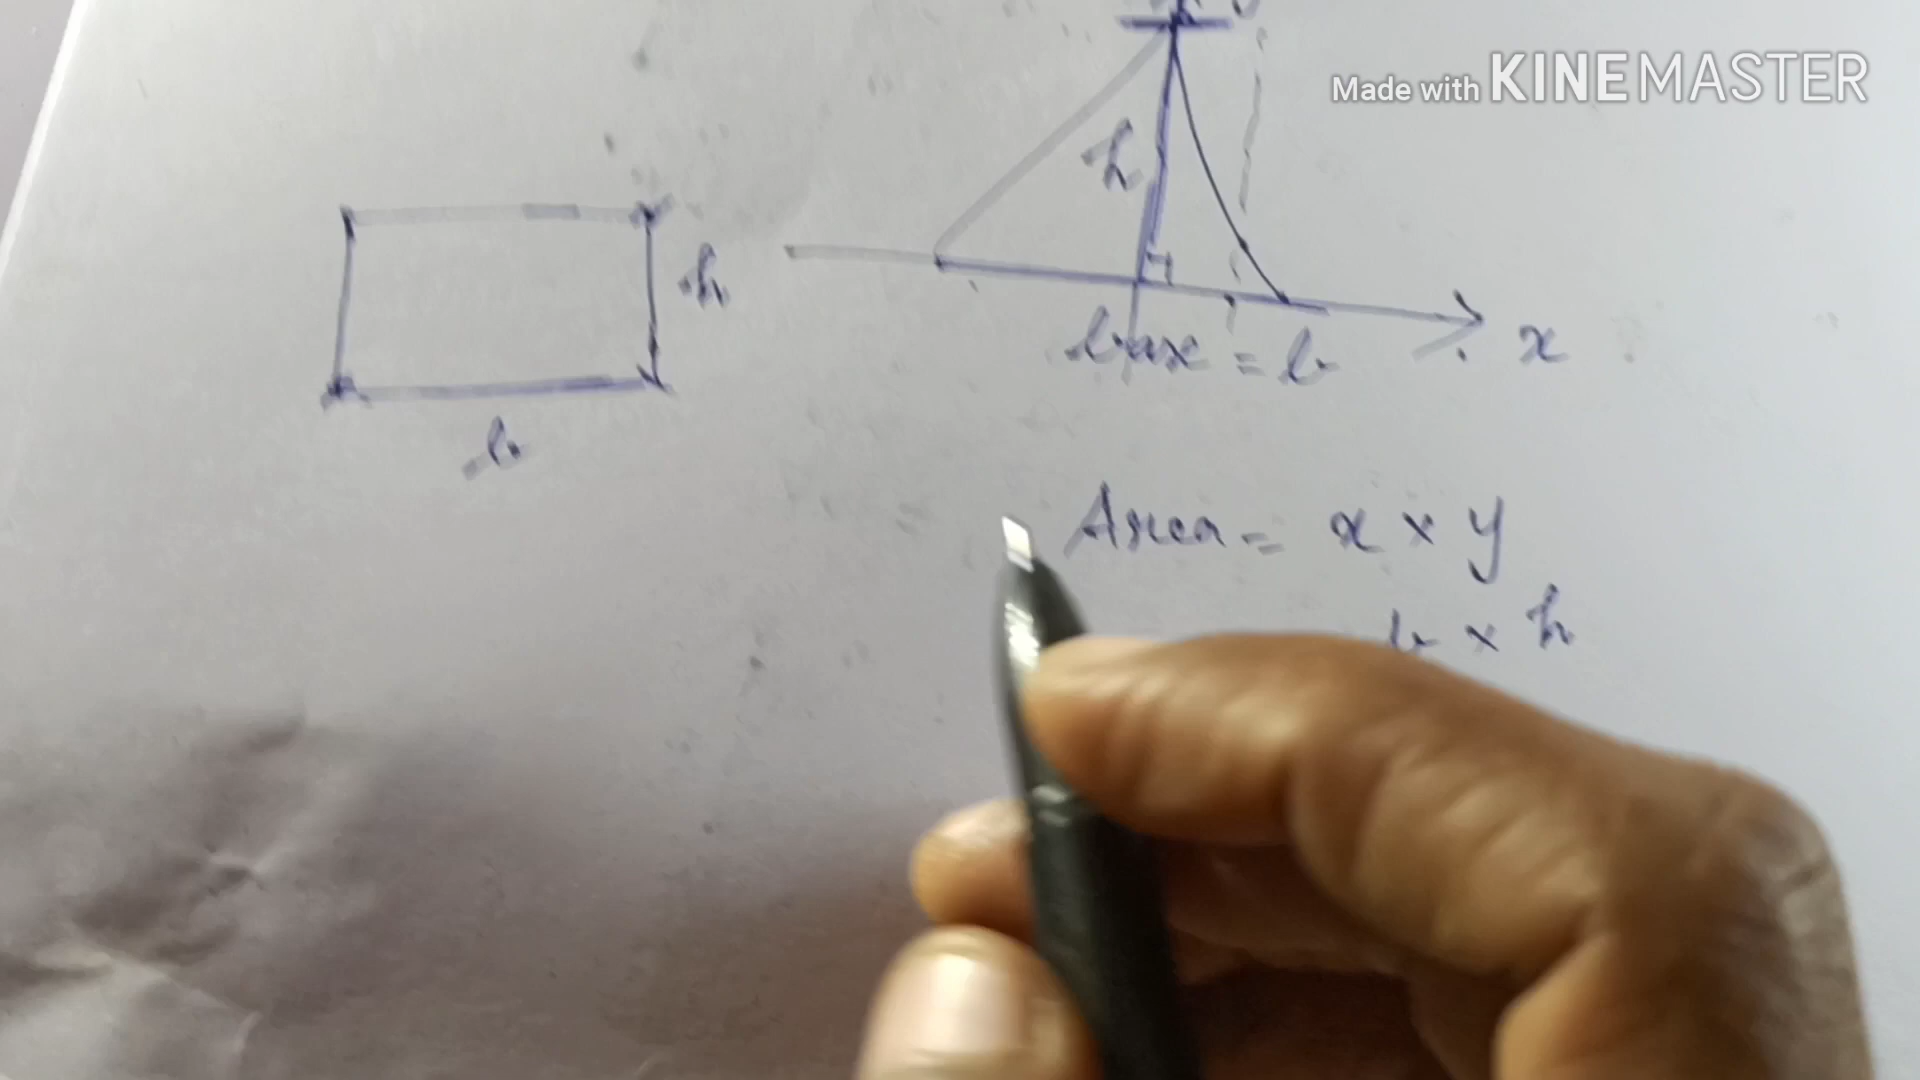 Made with KINEMASTER
h
h
base = b
x
b
Area = x × y
b × h